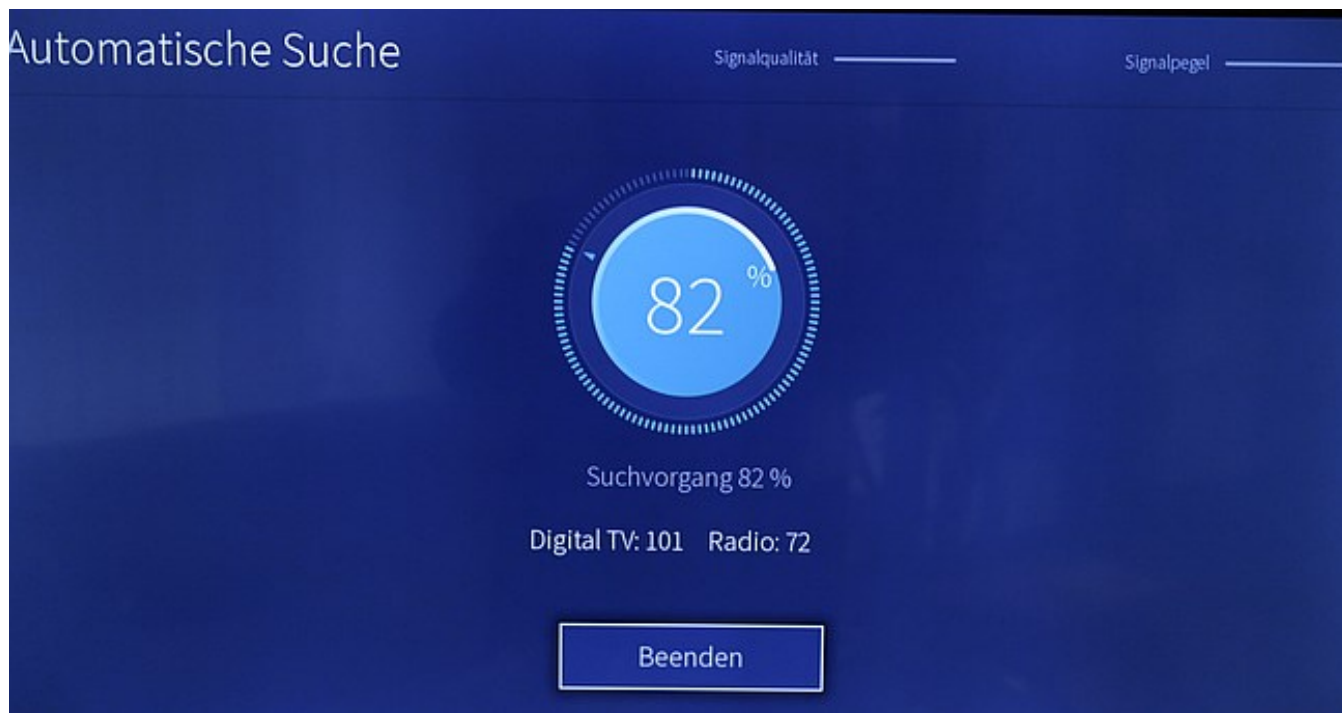 Automatische Suche
Signalqualität
Signalpegel
82 %
Suchvorgang 82 %
Digital TV: 101 Radio: 72
Beenden